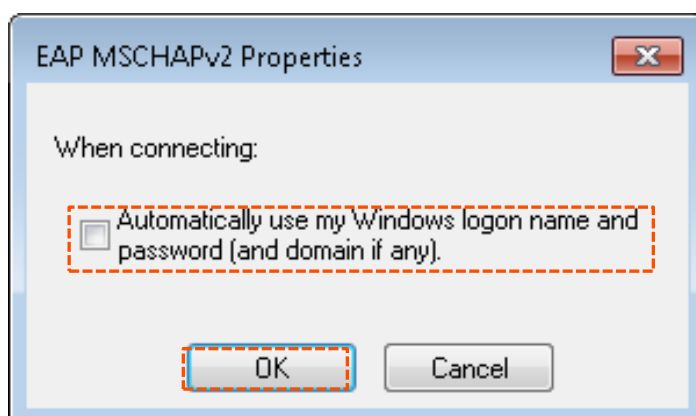 EAP MSCHAPv2 Properties
When connecting:
Automatically use my Windows logon name and
password (and domain if any).
OK Cancel